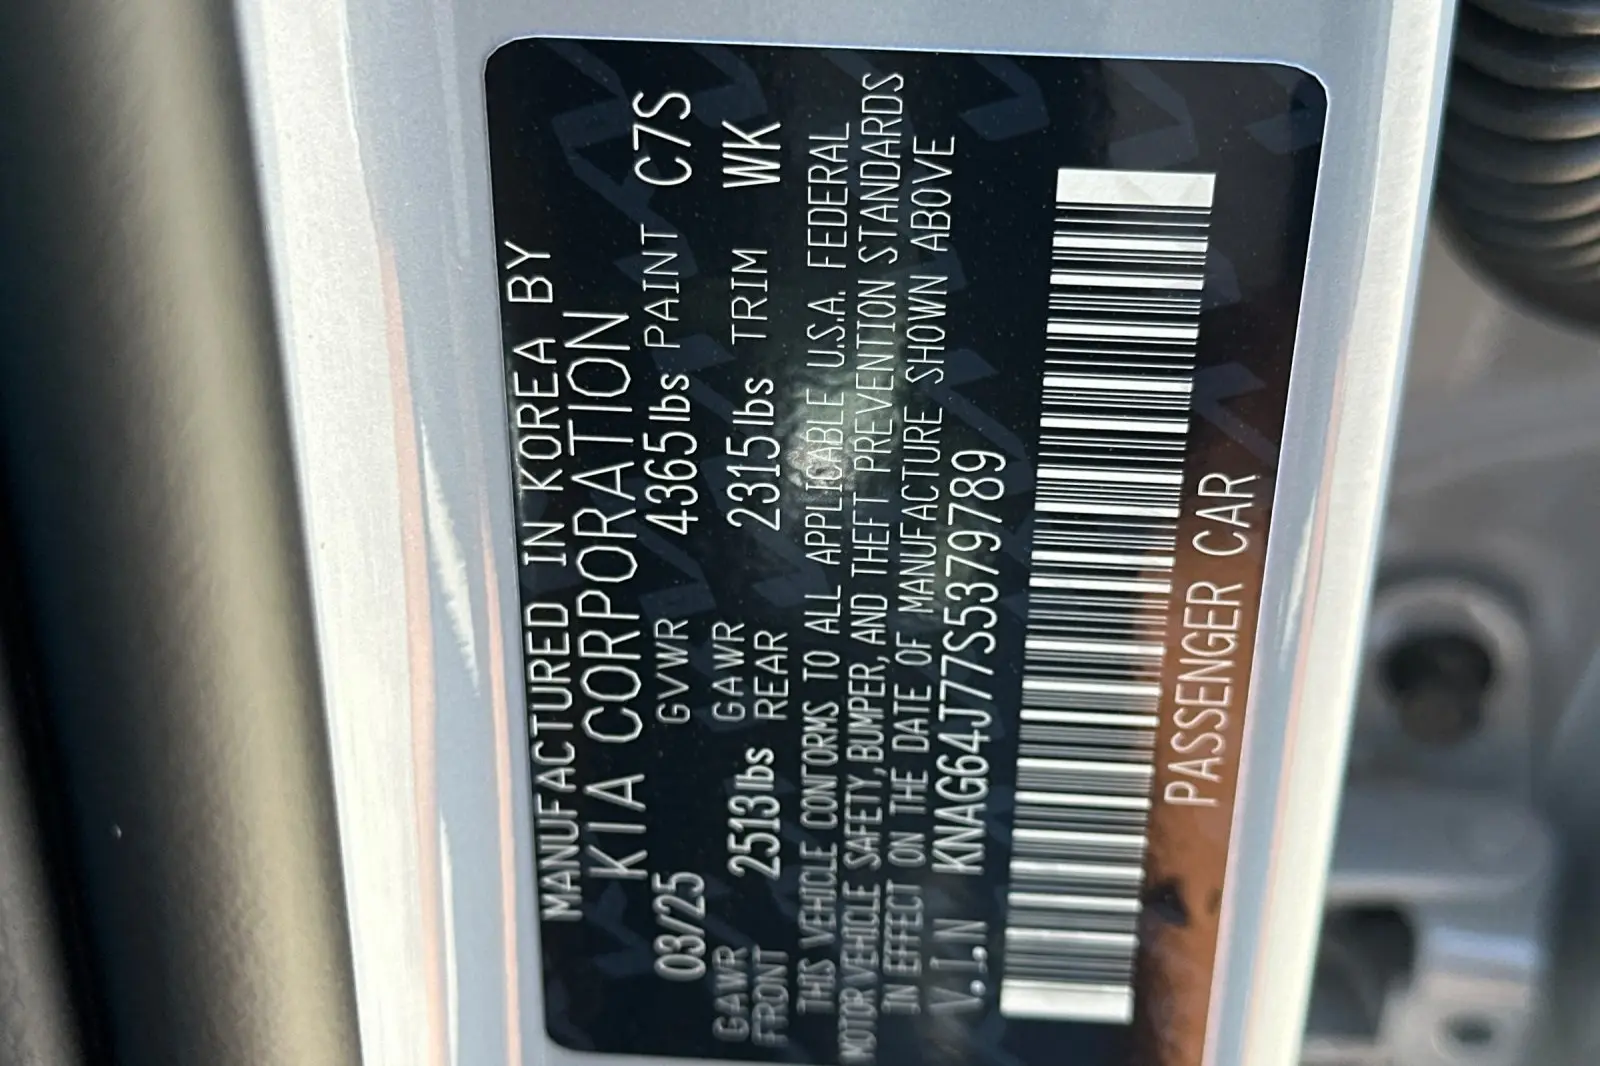 MANUFACTURED IN KOREA BY
KIA CORPORATION
03/25 GVWR 4365lbs PAINT C7S
GAWR FRONT 2513lbs GAWR REAR 2315lbs TRIM WK
THIS VEHICLE CONTORMS TO ALL APPLICABLE U.S.A. FEDERAL
MOTOR VEHICLE SAFETY, BUMPER, AND THEFT PREVENTION STANDARDS
IN EFFECT ON THE DATE OF MANUFACTURE SHOWN ABOVE
V.I.N KNAG64J77S5379789
PASSENGER CAR